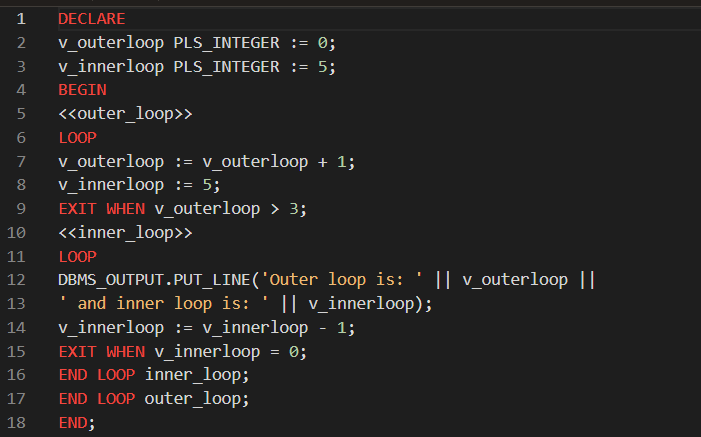 1 DECLARE
2 v_outerloop PLS_INTEGER := 0;
3 v_innerloop PLS_INTEGER := 5;
4 BEGIN
5 <<outer_loop>>
6 LOOP
7 v_outerloop := v_outerloop + 1;
8 v_innerloop := 5;
9 EXIT WHEN v_outerloop > 3;
10 <<inner_loop>>
11 LOOP
12 DBMS_OUTPUT.PUT_LINE('Outer loop is: ' || v_outerloop ||
13 ' and inner loop is: ' || v_innerloop);
14 v_innerloop := v_innerloop - 1;
15 EXIT WHEN v_innerloop = 0;
16 END LOOP inner_loop;
17 END LOOP outer_loop;
18 END;